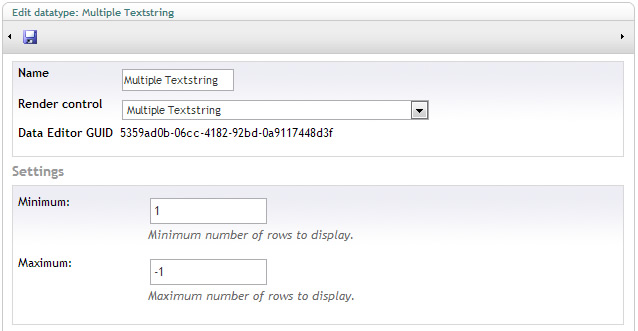 Edit datatype: Multiple Textstring
Name Multiple Textstring
Render control Multiple Textstring
Data Editor GUID 5359ad0b-06cc-4182-92bd-0a9117448d3f
Settings
Minimum: 1
Minimum number of rows to display.
Maximum: -1
Maximum number of rows to display.